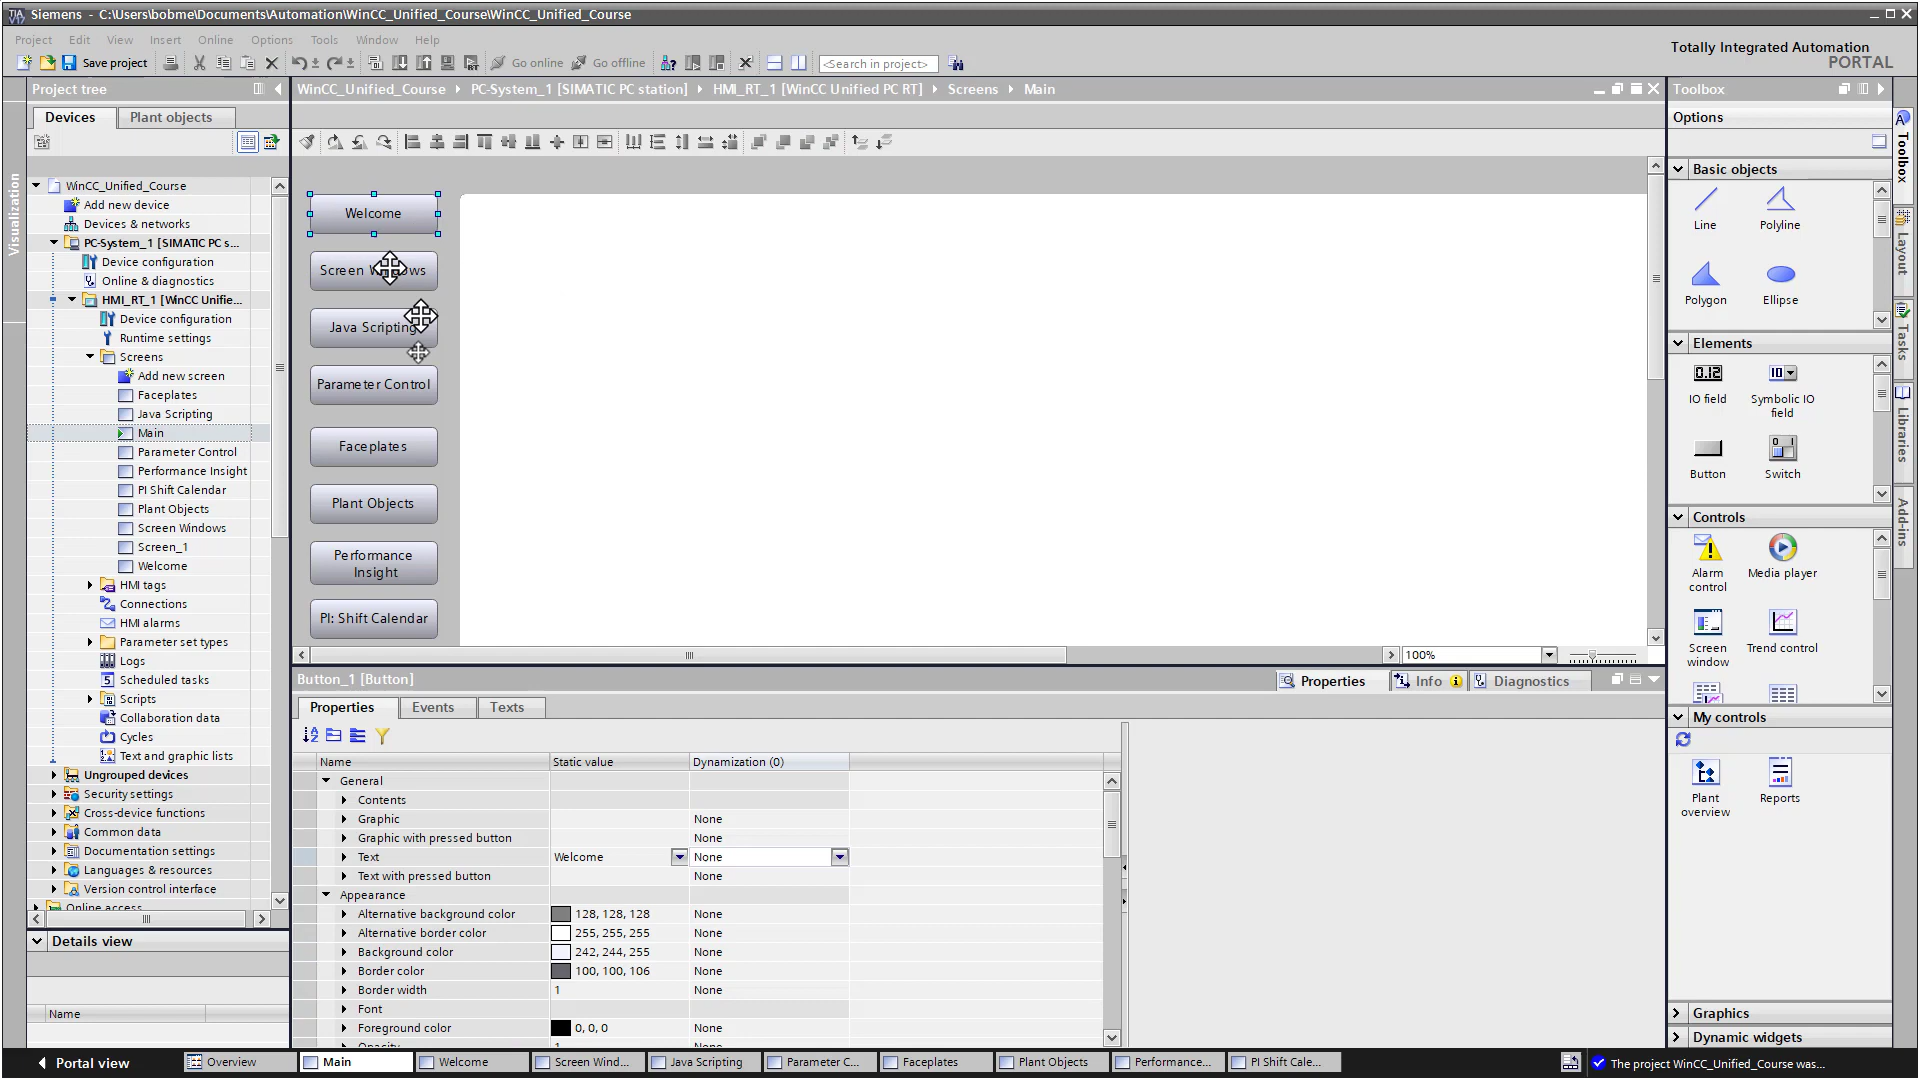 Siemens - C:\Users\bobme\Documents\Automation\WinCC_Unified_Course\WinCC_Unified_Course
Project Edit View Insert Online Options Tools Window Help
Totally Integrated Automation
PORTAL
Save project
Go online
Go offline
<Search in project>
Project tree
Devices
Plant objects
Visualization
WinCC_Unified_Course
Add new device
Devices & networks
PC-System_1 [SIMATIC PC s...
Device configuration
Online & diagnostics
HMI_RT_1 [WinCC Unifie...
Device configuration
Runtime settings
Screens
Add new screen
Faceplates
Java Scripting
Main
Parameter Control
Performance Insight
PI Shift Calendar
Plant Objects
Screen Windows
Screen_1
Welcome
HMI tags
Connections
HMI alarms
Parameter set types
Logs
Scheduled tasks
Scripts
Collaboration data
Cycles
Text and graphic lists
Ungrouped devices
Security settings
Cross-device functions
Common data
Documentation settings
Languages & resources
Version control interface
Online access
Details view
Name
WinCC_Unified_Course
PC-System_1 [SIMATIC PC station]
HMI_RT_1 [WinCC Unified PC RT]
Screens
Main
Welcome
Screen
Java Scripting
Parameter Control
Faceplates
Plant Objects
Performance
Insight
PI: Shift Calendar
100%
Button_1 [Button]
Properties
Info
Diagnostics
Properties
Events
Texts
Name Static value Dynamization (0)
General
Contents
Graphic None
Graphic with pressed button None
Text Welcome None
Text with pressed button None
Appearance
Alternative background color 128, 128, 128 None
Alternative border color 255, 255, 255 None
Background color 242, 244, 255 None
Border color 100, 100, 106 None
Border width 1 None
Font
Foreground color 0, 0, 0 None
Toolbox
Options
Basic objects
Line
Polyline
Polygon
Ellipse
Elements
0.12
10
IO field
Symbolic IO
field
0 1
Button
Switch
Controls
Alarm
control
Media player
Screen
window
Trend control
My controls
Plant
overview
Reports
Graphics
Dynamic widgets
Toolbox
Layout
Tasks
Libraries
Add-ins
Portal view
Overview
Main
Welcome
Screen Wind...
Java Scripting
Parameter C...
Faceplates
Plant Objects
Performance...
PI Shift Cale...
The project WinCC_Unified_Course was...